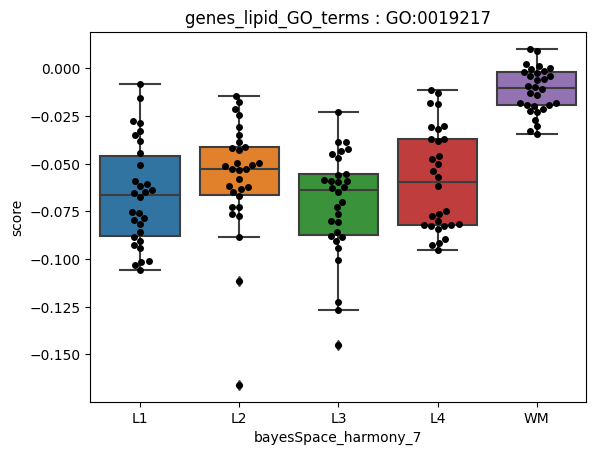 genes_lipid_GO_terms : GO:0019217
0.000
−0.025
−0.050
−0.075
−0.100
−0.125
−0.150
score
L1 L2 L3 L4 WM
bayesSpace_harmony_7